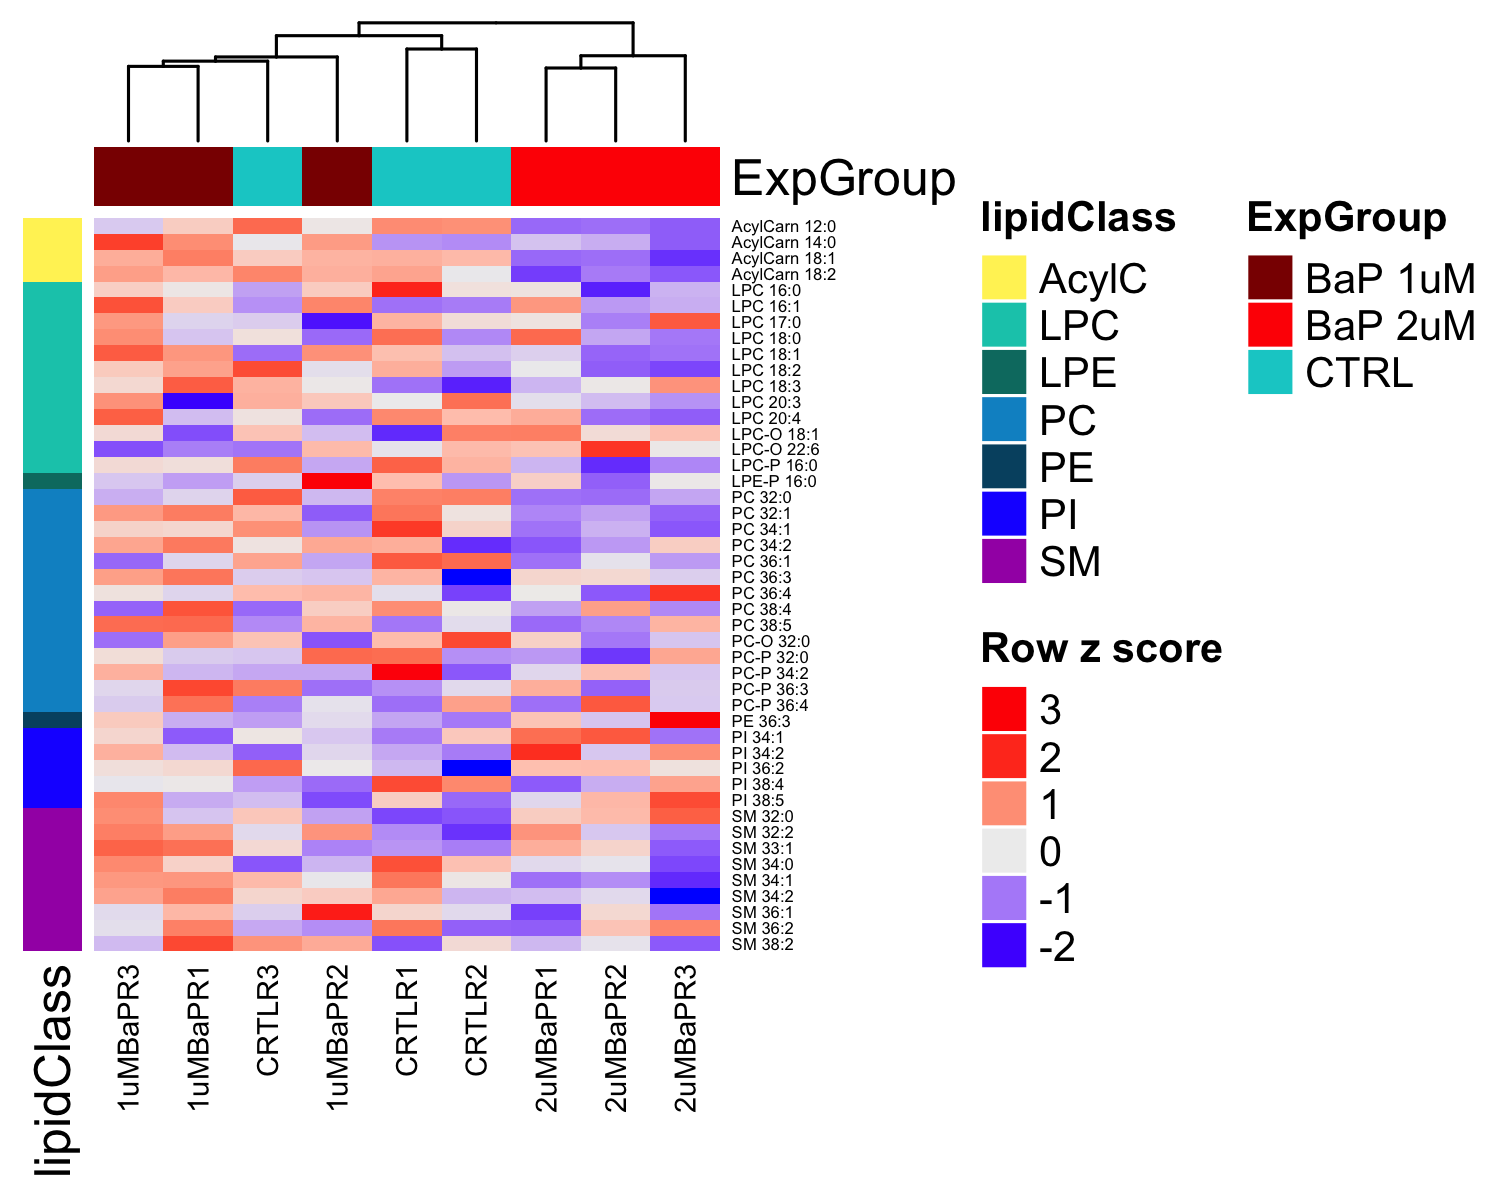 ExpGroup
AcylCarn 12:0
AcylCarn 14:0
AcylCarn 18:1
AcylCarn 18:2
LPC 16:0
LPC 16:1
LPC 17:0
LPC 18:0
LPC 18:1
LPC 18:2
LPC 18:3
LPC 20:3
LPC 20:4
LPC-O 18:1
LPC-O 22:6
LPC-P 16:0
LPE-P 16:0
PC 32:0
PC 32:1
PC 34:1
PC 34:2
PC 36:1
PC 36:3
PC 36:4
PC 38:4
PC 38:5
PC-O 32:0
PC-P 32:0
PC-P 34:2
PC-P 36:3
PC-P 36:4
PE 36:3
PI 34:1
PI 34:2
PI 36:2
PI 38:4
PI 38:5
SM 32:0
SM 32:2
SM 33:1
SM 34:0
SM 34:1
SM 34:2
SM 36:1
SM 36:2
SM 38:2
lipidClass
1uMBaPR3
1uMBaPR1
CRTLR3
1uMBaPR2
CRTLR1
CRTLR2
2uMBaPR1
2uMBaPR2
2uMBaPR3
lipidClass
AcylC
LPC
LPE
PC
PE
PI
SM
ExpGroup
BaP 1uM
BaP 2uM
CTRL
Row z score
3
2
1
0
-1
-2